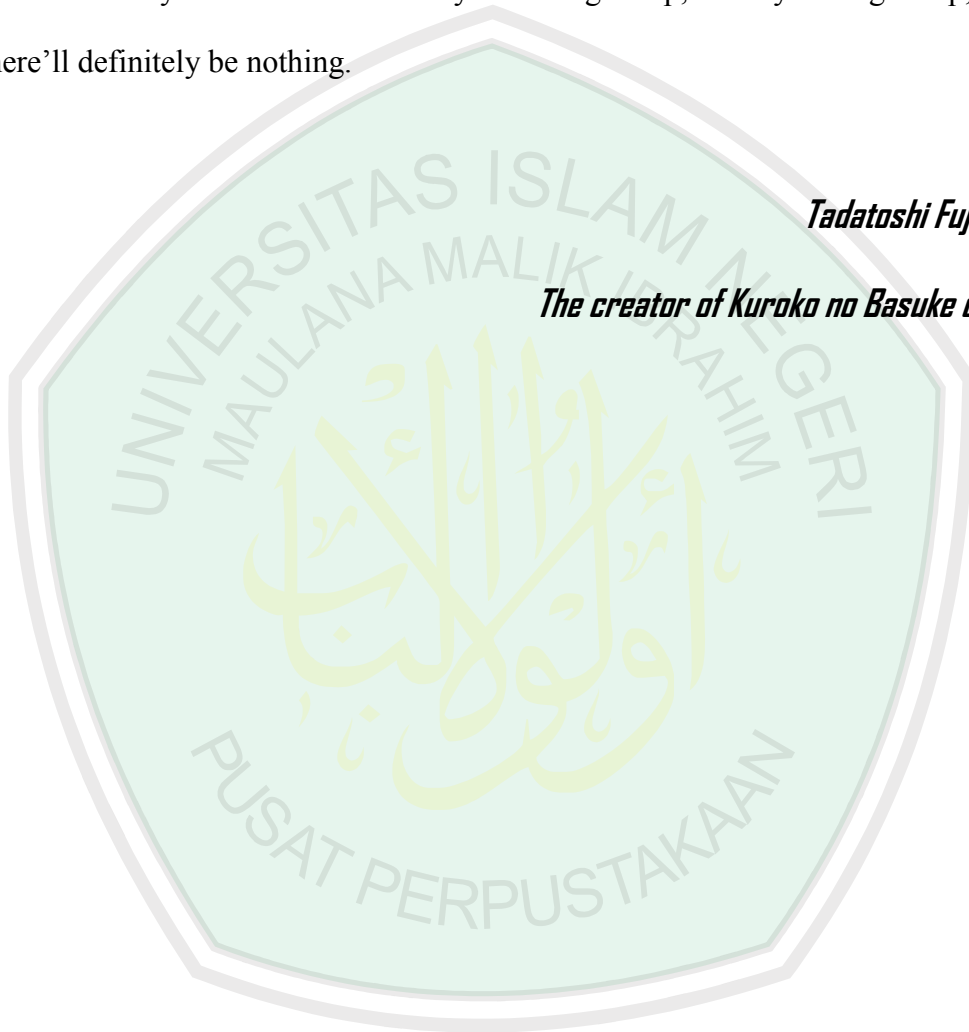 here'll definitely be nothing.
Tadatoshi Fuj
The creator of Kuroko no Basuke
UNIVERSITAS ISLAM NEGERI
MAULANA MALIK IBRAHIM
PUSAT PERPUSTAKAAN